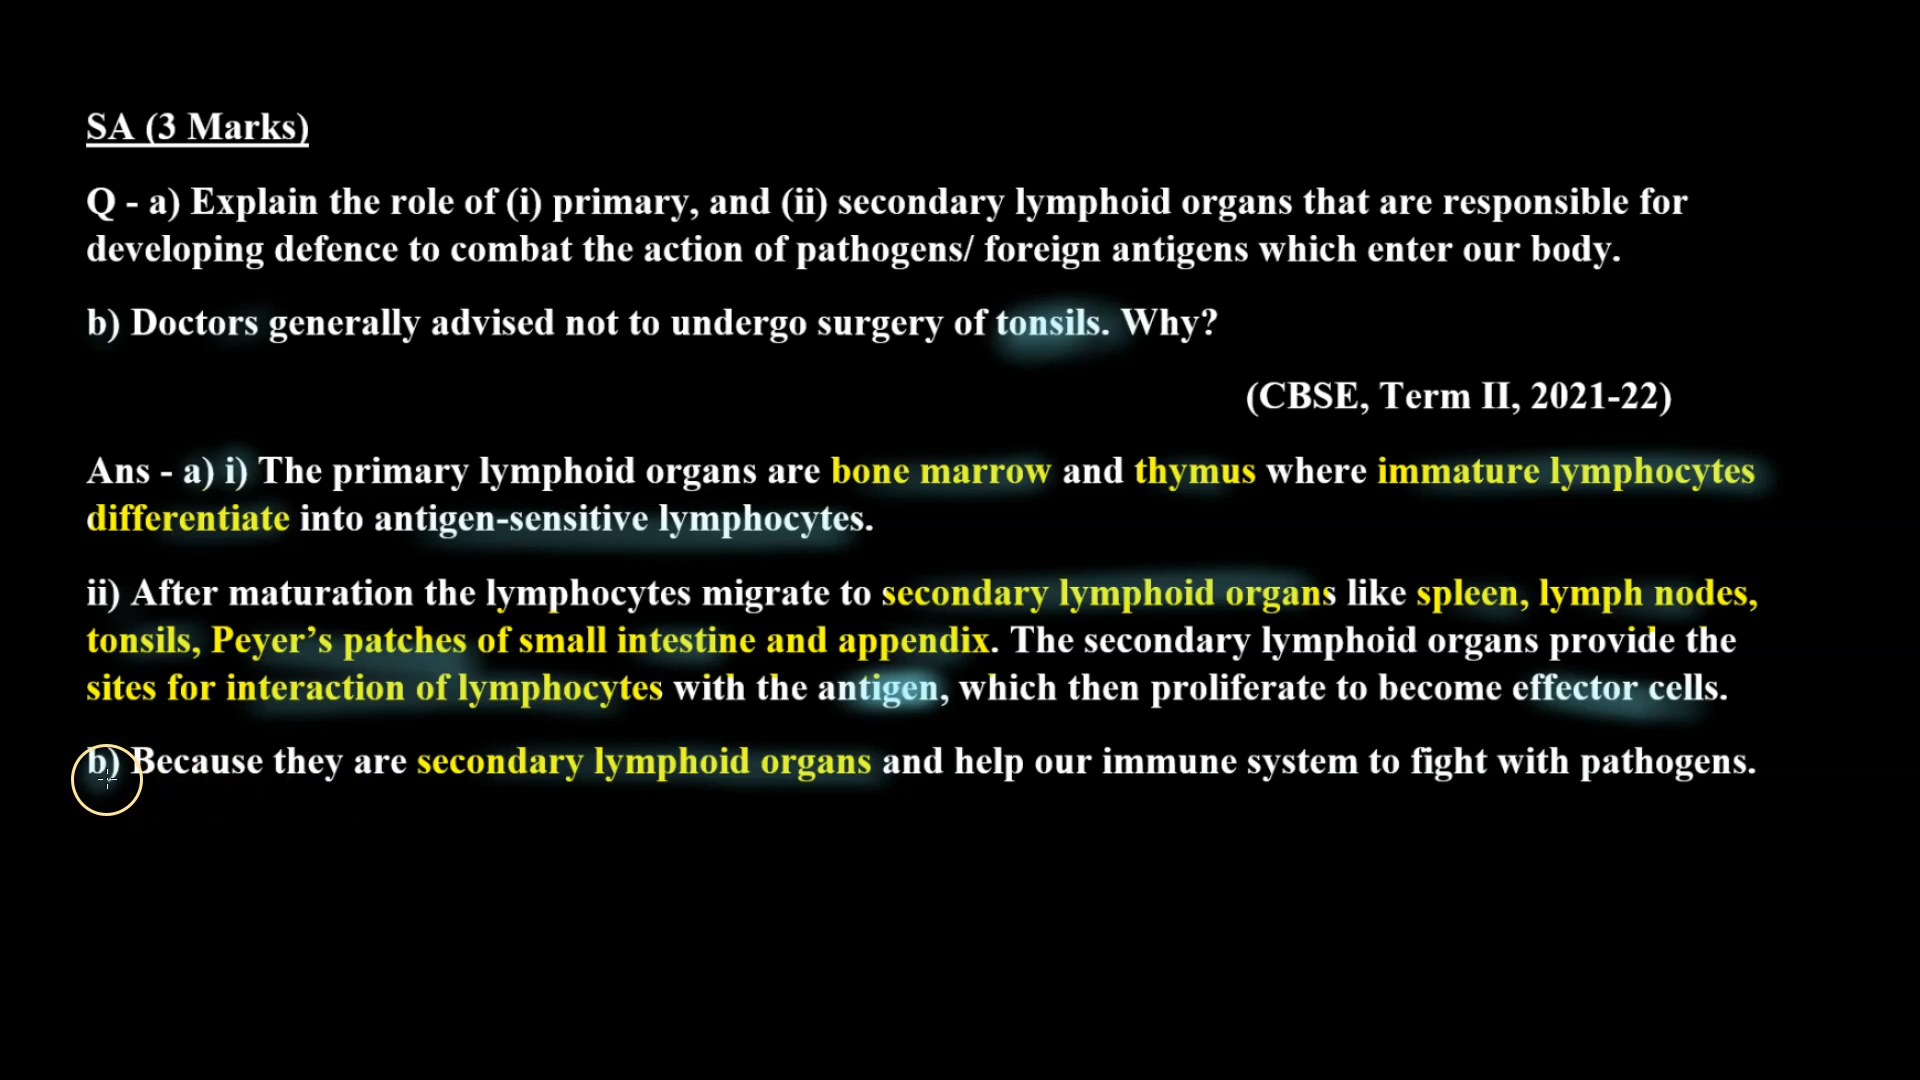 SA (3 Marks)
Q - a) Explain the role of (i) primary, and (ii) secondary lymphoid organs that are responsible for
developing defence to combat the action of pathogens/ foreign antigens which enter our body.
b) Doctors generally advised not to undergo surgery of tonsils. Why?
(CBSE, Term II, 2021-22)
Ans - a) i) The primary lymphoid organs are bone marrow and thymus where immature lymphocytes
differentiate into antigen-sensitive lymphocytes.
ii) After maturation the lymphocytes migrate to secondary lymphoid organs like spleen, lymph nodes,
tonsils, Peyer’s patches of small intestine and appendix. The secondary lymphoid organs provide the
sites for interaction of lymphocytes with the antigen, which then proliferate to become effector cells.
b) Because they are secondary lymphoid organs and help our immune system to fight with pathogens.